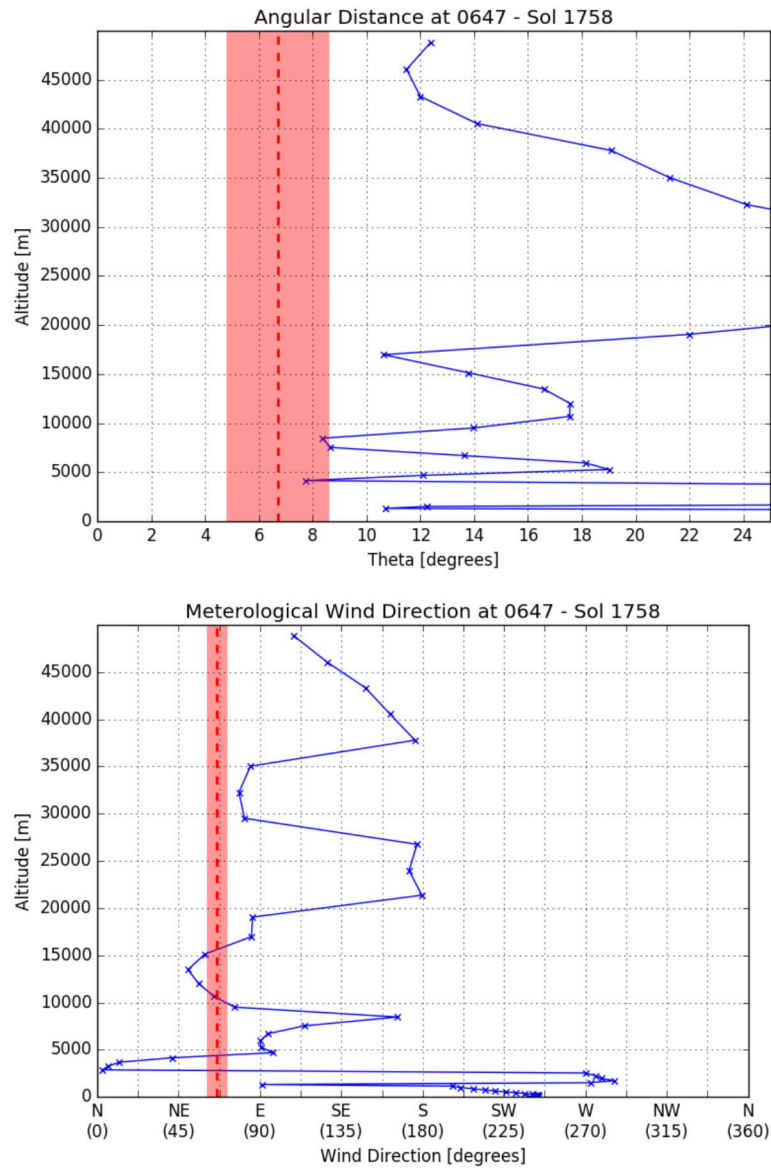 Angular Distance at 0647 - Sol 1758
Altitude [m]
45000
40000
35000
30000
25000
20000
15000
10000
5000
0
0 2 4 6 8 10 12 14 16 18 20 22 24
Theta [degrees]
Meterological Wind Direction at 0647 - Sol 1758
Altitude [m]
45000
40000
35000
30000
25000
20000
15000
10000
5000
0
N NE E SE S SW W NW N
(0) (45) (90) (135) (180) (225) (270) (315) (360)
Wind Direction [degrees]